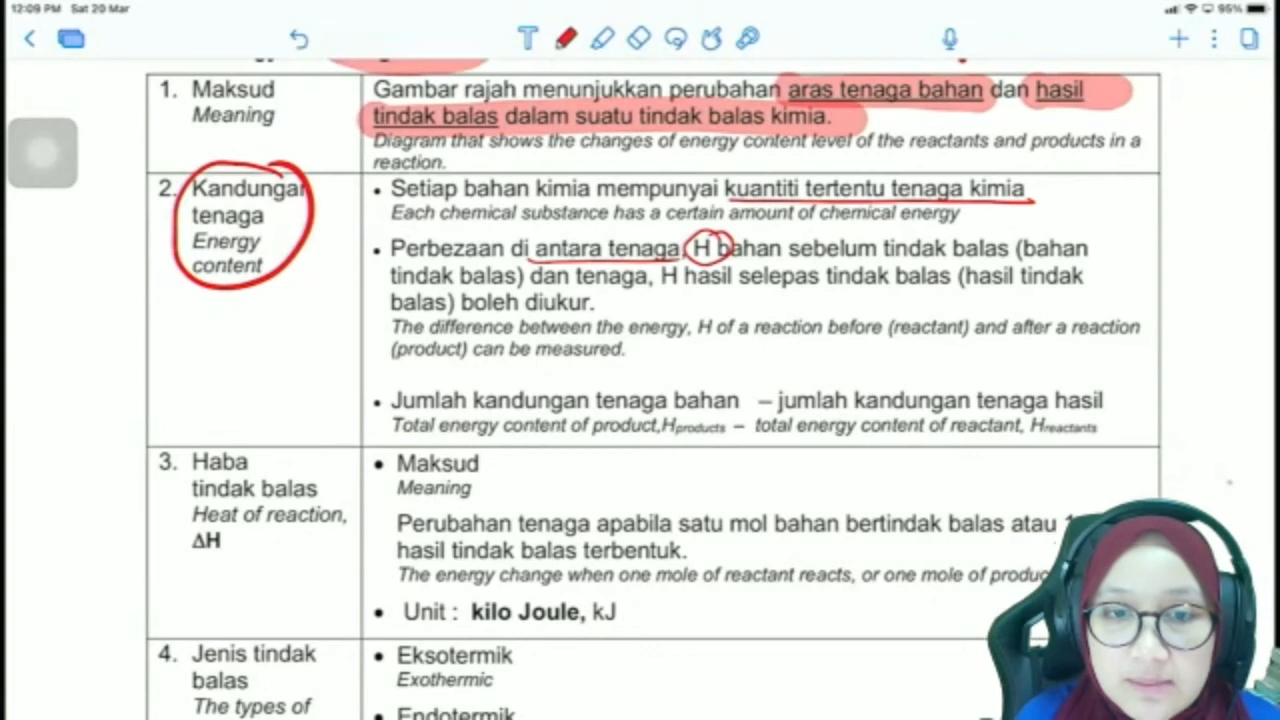 12:09 PM Sat 20 Mar
95%
1. Maksud
Meaning
Gambar rajah menunjukkan perubahan aras tenaga bahan dan hasil
tindak balas dalam suatu tindak balas kimia.
Diagram that shows the changes of energy content level of the reactants and products in a
reaction.
2. Kandungan
tenaga
Energy
content
• Setiap bahan kimia mempunyai kuantiti tertentu tenaga kimia
Each chemical substance has a certain amount of chemical energy
• Perbezaan di antara tenaga, H bahan sebelum tindak balas (bahan
tindak balas) dan tenaga, H hasil selepas tindak balas (hasil tindak
balas) boleh diukur.
The difference between the energy, H of a reaction before (reactant) and after a reaction
(product) can be measured.
• Jumlah kandungan tenaga bahan – jumlah kandungan tenaga hasil
Total energy content of product,Hproducts – total energy content of reactant, Hreactants
3. Haba
tindak balas
Heat of reaction,
ΔH
• Maksud
Meaning
Perubahan tenaga apabila satu mol bahan bertindak balas atau 1
hasil tindak balas terbentuk.
The energy change when one mole of reactant reacts, or one mole of produc
• Unit : kilo Joule, kJ
4. Jenis tindak
balas
The types of
• Eksotermik
Exothermic
• Endotermik